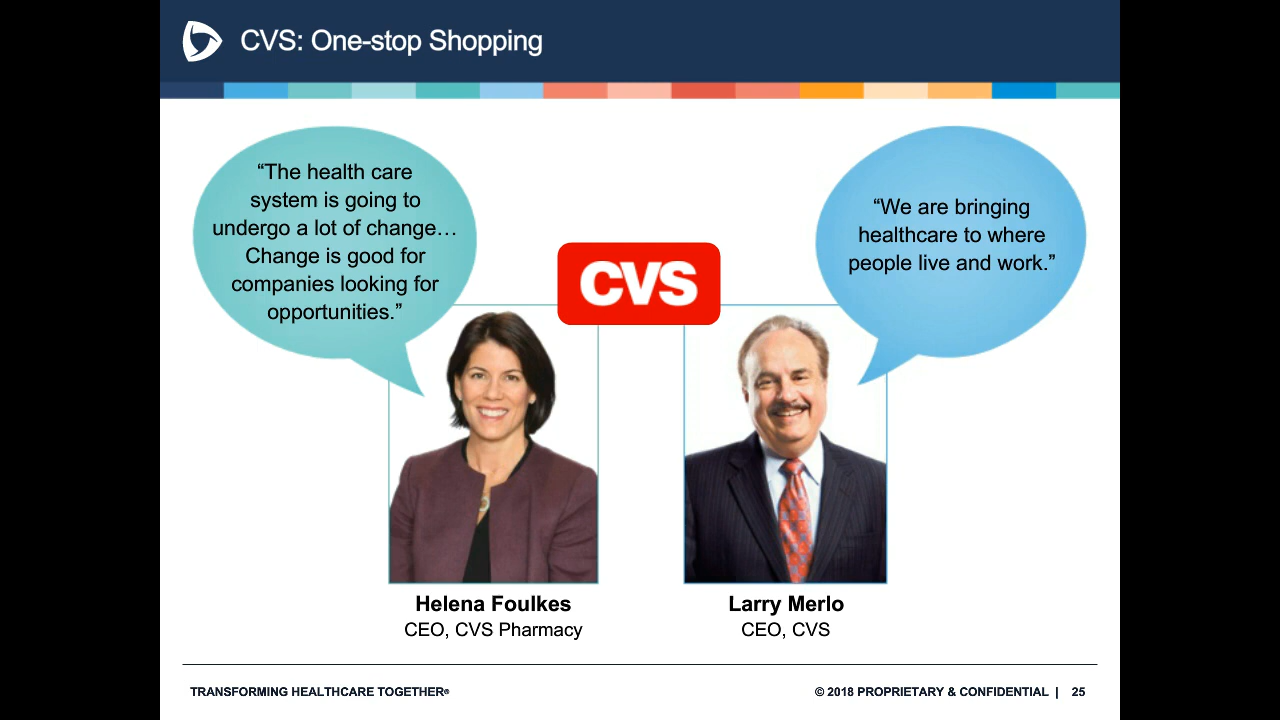 CVS: One-stop Shopping
“The health care
system is going to
undergo a lot of change…
Change is good for
companies looking for
opportunities.”
“We are bringing
healthcare to where
people live and work.”
CVS
Helena Foulkes
CEO, CVS Pharmacy
Larry Merlo
CEO, CVS
TRANSFORMING HEALTHCARE TOGETHER®
© 2018 PROPRIETARY & CONFIDENTIAL | 25